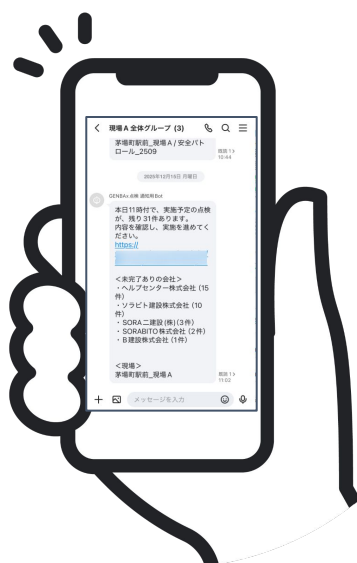 現場A 全体グループ (3)
茅場町駅前_現場A / 安全パト
ロール_2509
既読 1
10:44
2025年12月15日 月曜日
GENBAx 点検 通知用Bot
本日11時付で、実施予定の点検
が、残り31件あります。
内容を確認し、実施を進めてく
ださい。
https://
<未完了ありの会社>
・ヘルプセンター株式会社 (15
件)
・ソラビト建設株式会社 (10
件)
・SORA二建設 (株) (3件)
・SORABITO株式会社 (2件)
・B建設株式会社 (1件)
<現場>
茅場町駅前_現場A
既読 1
11:02
メッセージを入力